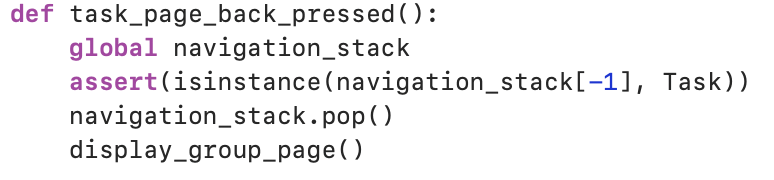 def task_page_back_pressed():
    global navigation_stack
    assert(isinstance(navigation_stack[-1], Task))
    navigation_stack.pop()
    display_group_page()